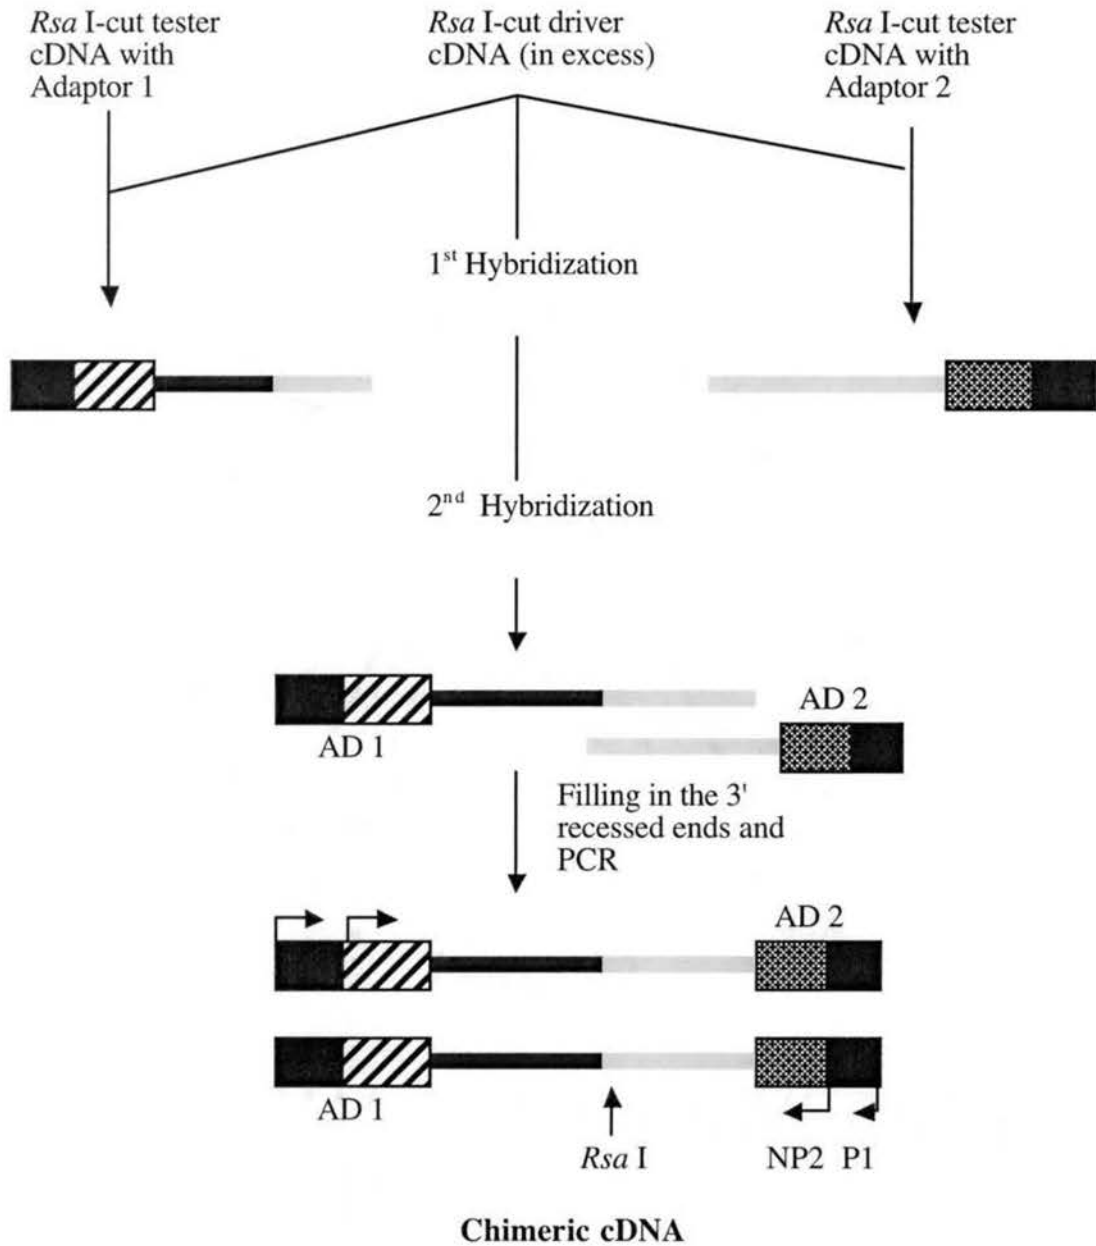 Rsa I-cut tester
cDNA with
Adaptor 1
Rsa I-cut driver
cDNA (in excess)
Rsa I-cut tester
cDNA with
Adaptor 2
1st Hybridization
2nd Hybridization
AD 1
AD 2
Filling in the 3'
recessed ends and
PCR
AD 2
AD 1
Rsa I
NP2 P1
Chimeric cDNA